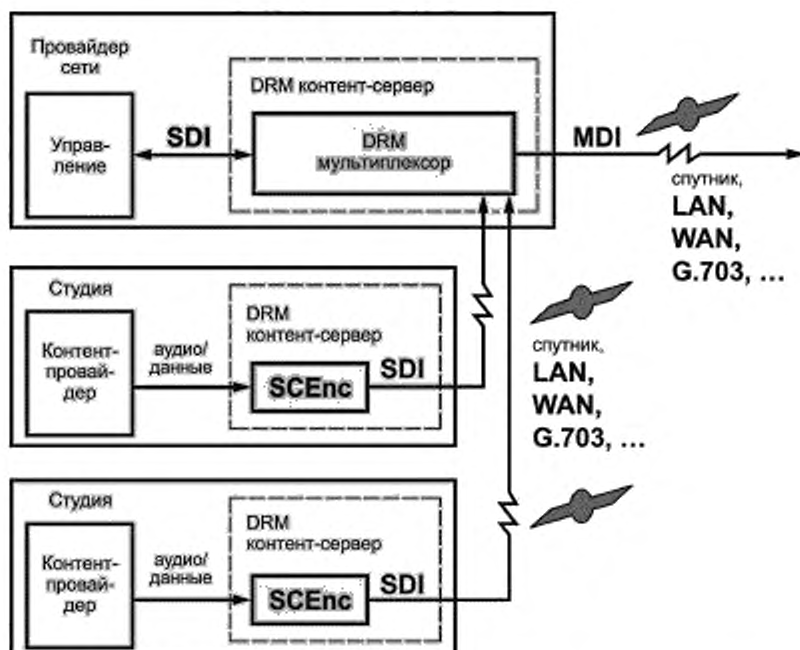 Провайдер
сети
DRM контент-сервер
Управ-
ление
SDI
DRM
мультиплексор
MDI
спутник,
LAN,
WAN,
G.703, ...
Студия
Контент-
провай-
дер
аудио/
данные
DRM
контент-сервер
SCEnc
SDI
спутник,
LAN,
WAN,
G.703, ...
Студия
Контент-
провай-
дер
аудио/
данные
DRM
контент-сервер
SCEnc
SDI